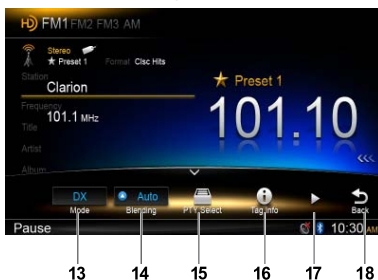 HD FM1 FM2 FM3 AM
Stereo
★ Preset 1 Format Clsc Hits
Station
Clarion
★ Preset 1
Frequency
101.1 MHz
101.10
Title
Artist
Album
DX
Mode
Auto
Blending
PTY Select
Tag Info
Back
Pause
10:30 AM
13 14 15 16 17 18